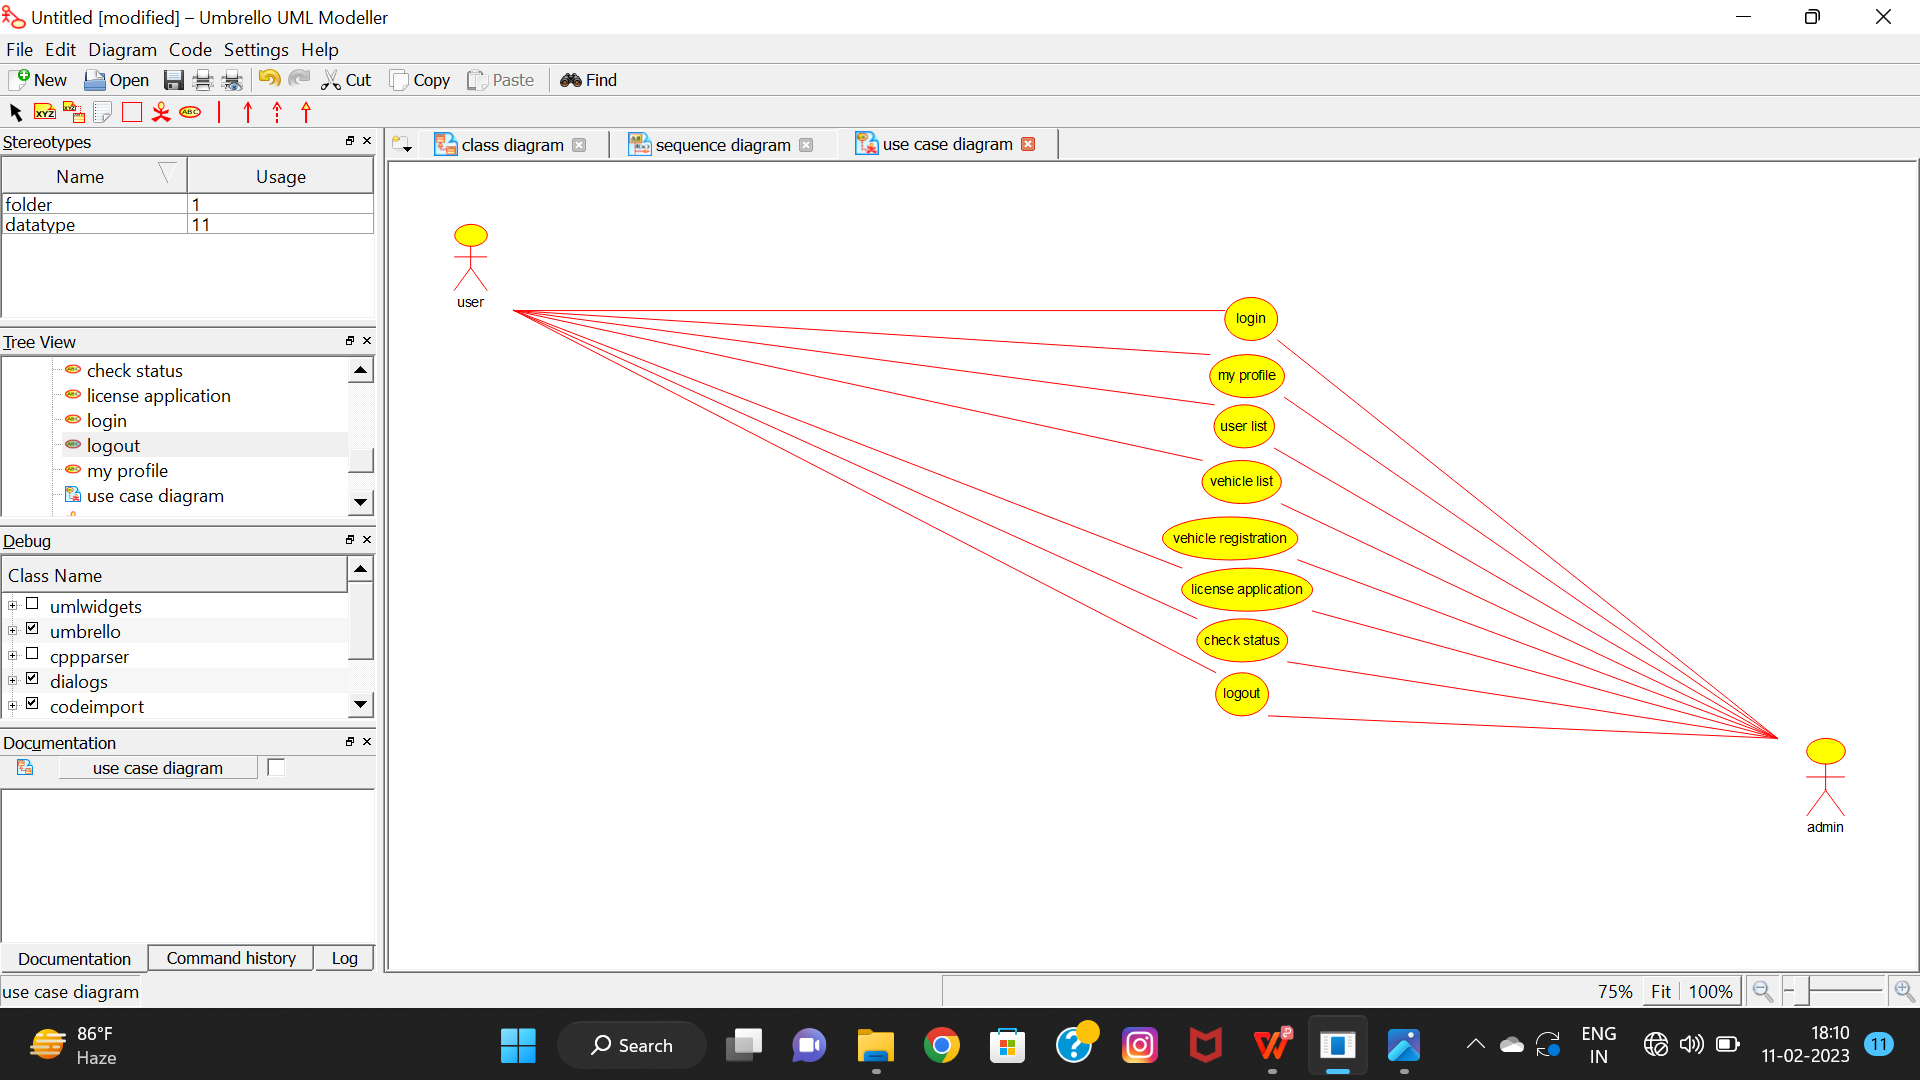 Untitled [modified] – Umbrello UML Modeller
File Edit Diagram Code Settings Help
New Open Cut Copy Paste Find
XYZ ABC
Stereotypes
Name Usage
folder 1
datatype 11
Tree View
check status
license application
login
logout
my profile
use case diagram
Debug
Class Name
umlwidgets
umbrello
cppparser
dialogs
codeimport
Documentation
use case diagram
Documentation Command history Log
class diagram sequence diagram use case diagram
user
login
my profile
user list
vehicle list
vehicle registration
license application
check status
logout
admin
use case diagram
75% Fit 100%
86°F
Haze
Search
ENG
IN
18:10
11-02-2023
11